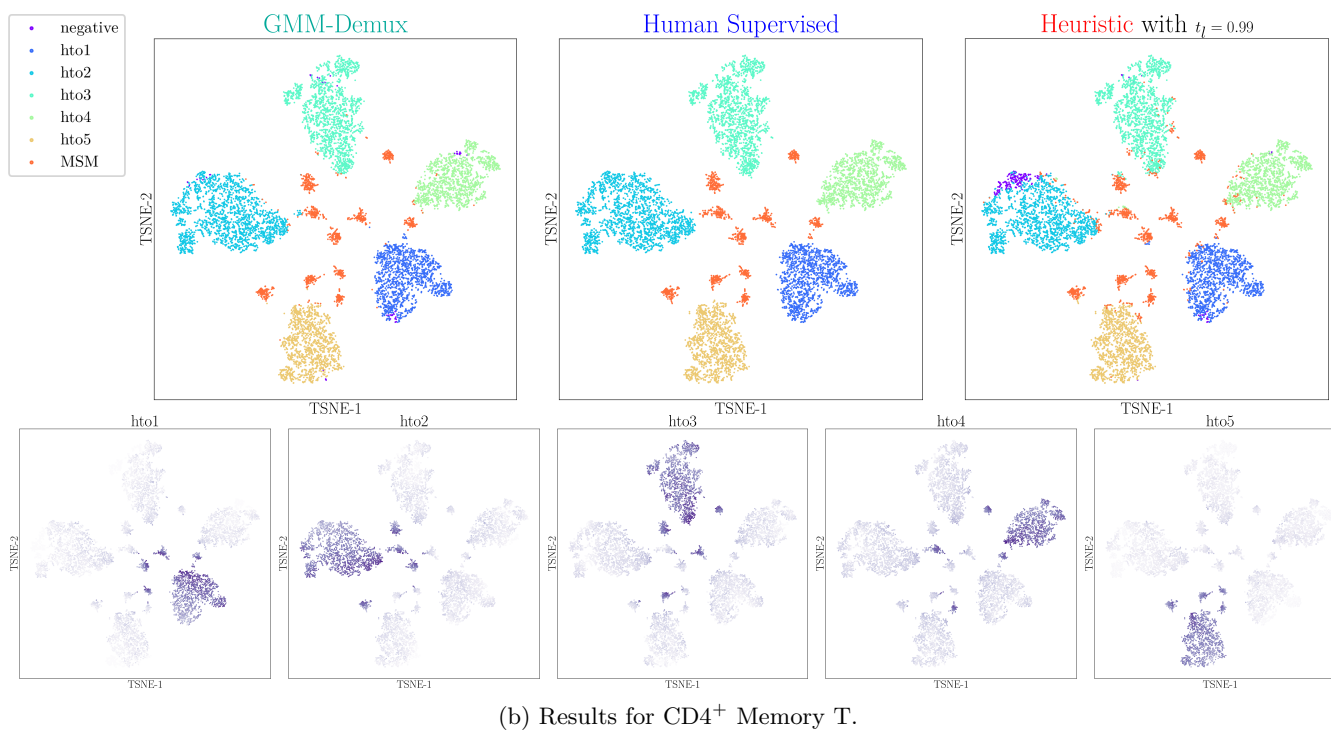 negative
hto1
hto2
hto3
hto4
hto5
MSM
GMM-Demux
Human Supervised
Heuristic with t_l = 0.99
TSNE-2
TSNE-2
TSNE-2
TSNE-1
TSNE-1
TSNE-1
hto1
hto2
hto3
hto4
hto5
TSNE-2
TSNE-2
TSNE-2
TSNE-2
TSNE-2
TSNE-1
TSNE-1
TSNE-1
TSNE-1
TSNE-1
(b) Results for CD4⁺ Memory T.